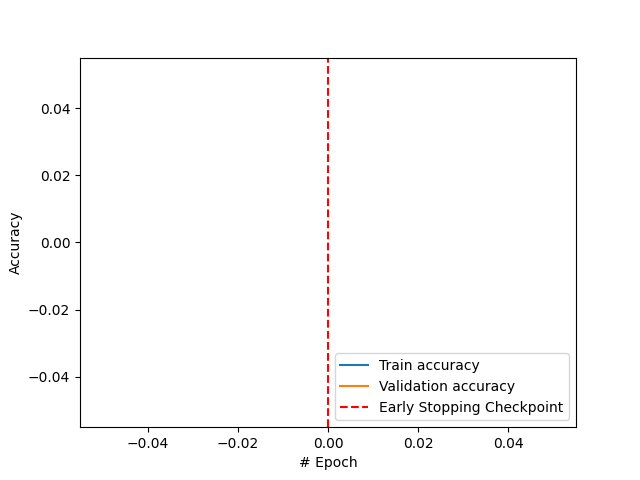 0.04
0.02
0.00
−0.02
−0.04
Accuracy
Train accuracy
Validation accuracy
Early Stopping Checkpoint
−0.04
−0.02
0.00
0.02
0.04
# Epoch